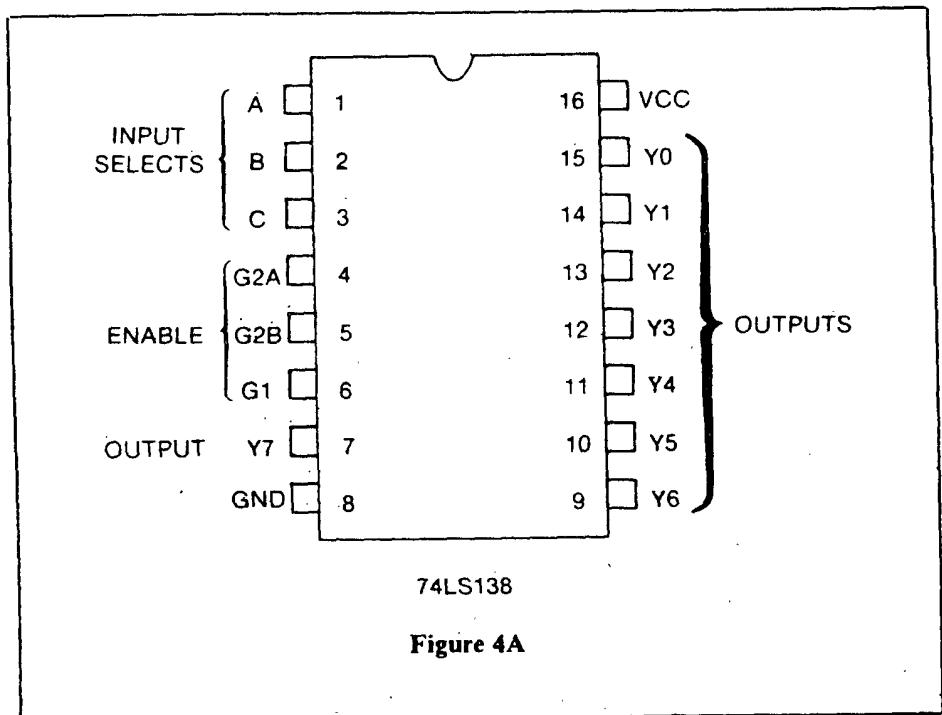 A 1 16 VCC
INPUT
SELECTS
B 2 15 Y0
C 3 14 Y1
G2A 4 13 Y2
ENABLE G2B 5 12 Y3 OUTPUTS
G1 6 11 Y4
OUTPUT Y7 7 10 Y5
GND 8 9 Y6
74LS138
Figure 4A